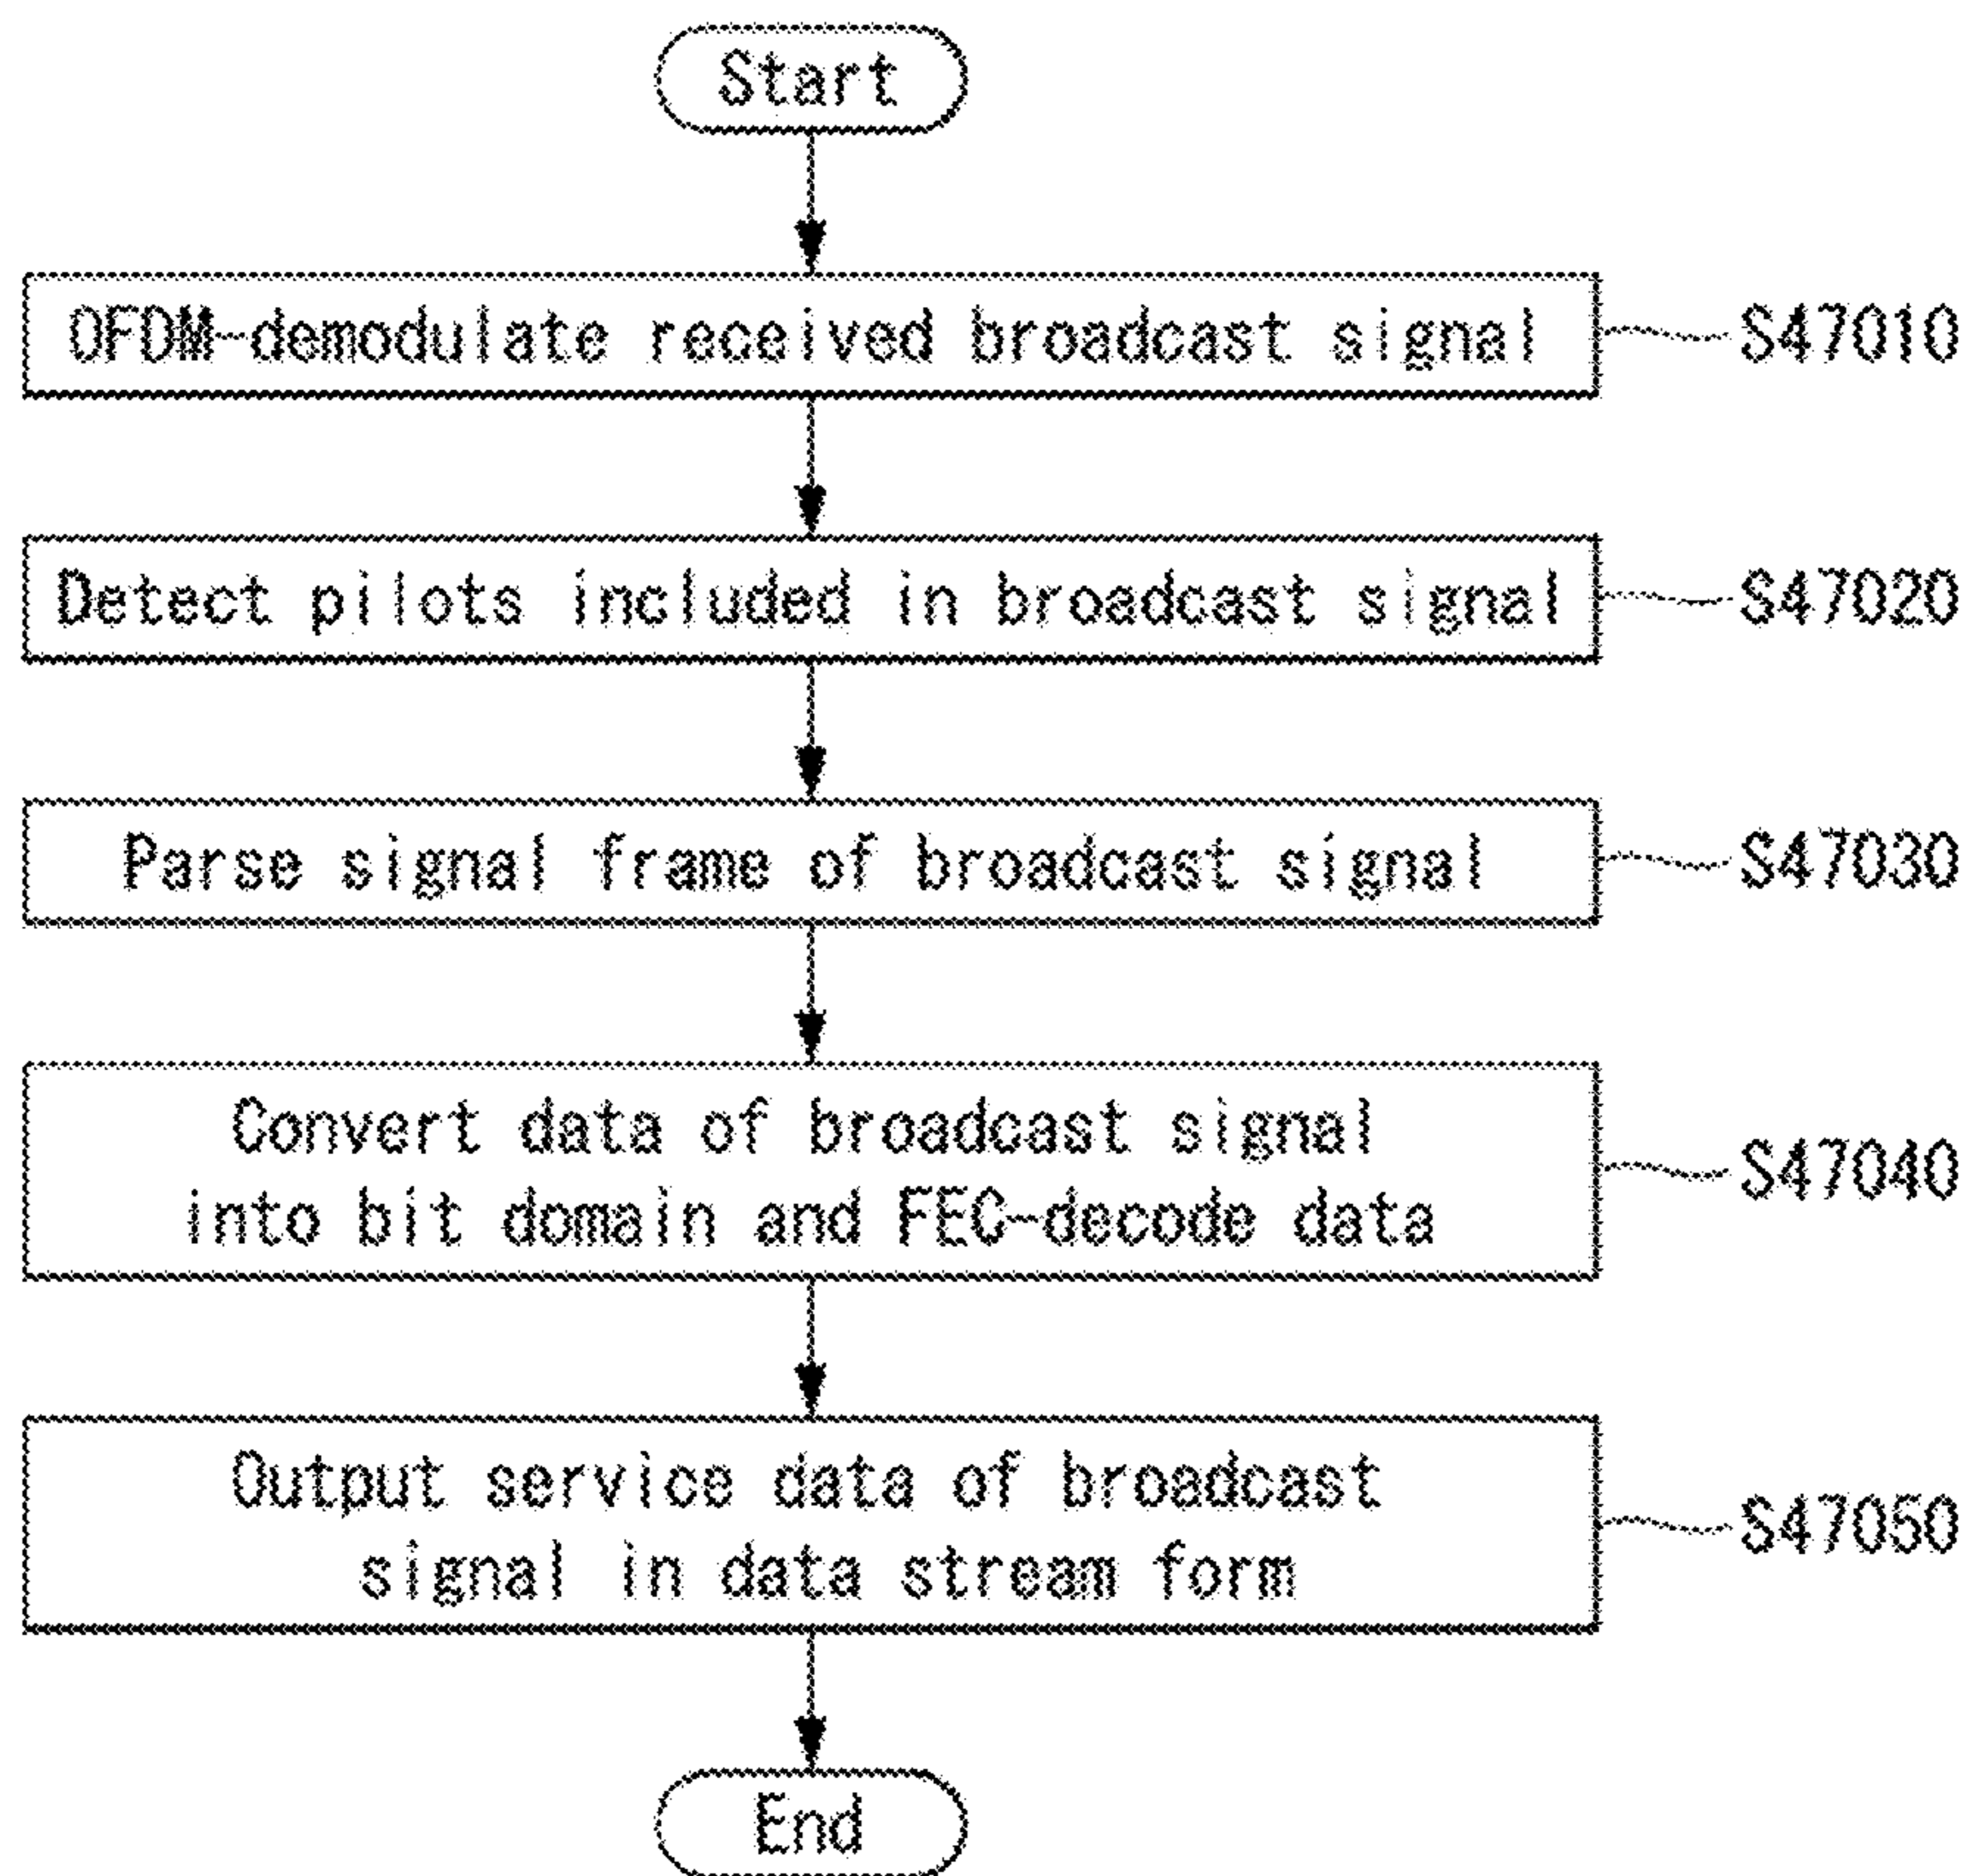 Start
OFDM-demodulate received broadcast signal
S47010
Detect pilots included in broadcast signal
S47020
Parse signal frame of broadcast signal
S47030
Convert data of broadcast signal
into bit domain and FEC-decode data
S47040
Output service data of broadcast
signal in data stream form
S47050
End